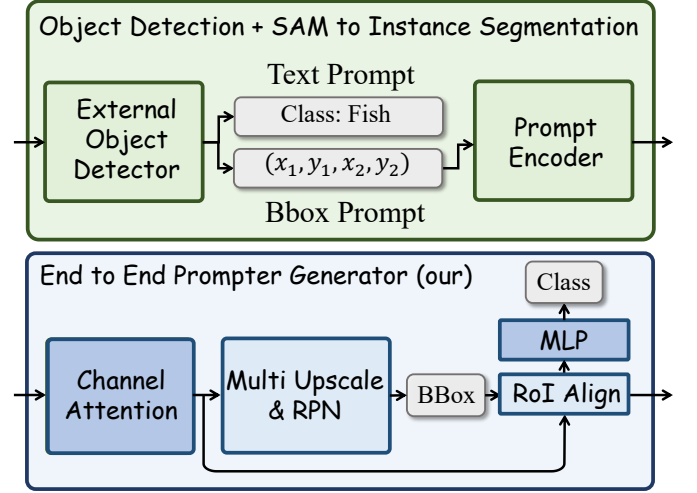 Object Detection + SAM to Instance Segmentation
Text Prompt
External
Object
Detector
Class: Fish
(x₁, y₁, x₂, y₂)
Bbox Prompt
Prompt
Encoder
End to End Prompter Generator (our)
Class
MLP
Channel
Attention
Multi Upscale
& RPN
BBox
RoI Align